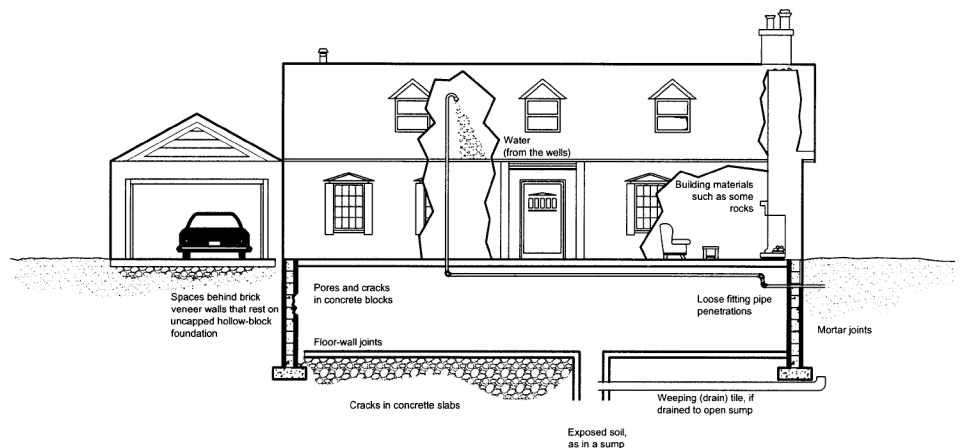 Water
(from the wells)
Building materials
such as some
rocks
Spaces behind brick
veneer walls that rest on
uncapped hollow-block
foundation
Pores and cracks
in concrete blocks
Loose fitting pipe
penetrations
Mortar joints
Floor-wall joints
Cracks in concrete slabs
Weeping (drain) tile, if
drained to open sump
Exposed soil,
as in a sump